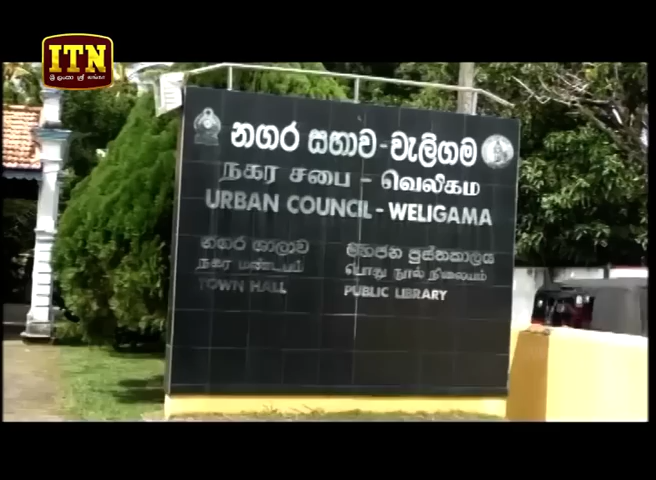 ITN
නගර සභාව - වැලිගම
நகர சபை - வெலிகம
URBAN COUNCIL - WELIGAMA
නගර ශාලාව
நகர மண்டபம்
TOWN HALL
මහජන පුස්තකාලය
பொது நூல் நிலையம்
PUBLIC LIBRARY